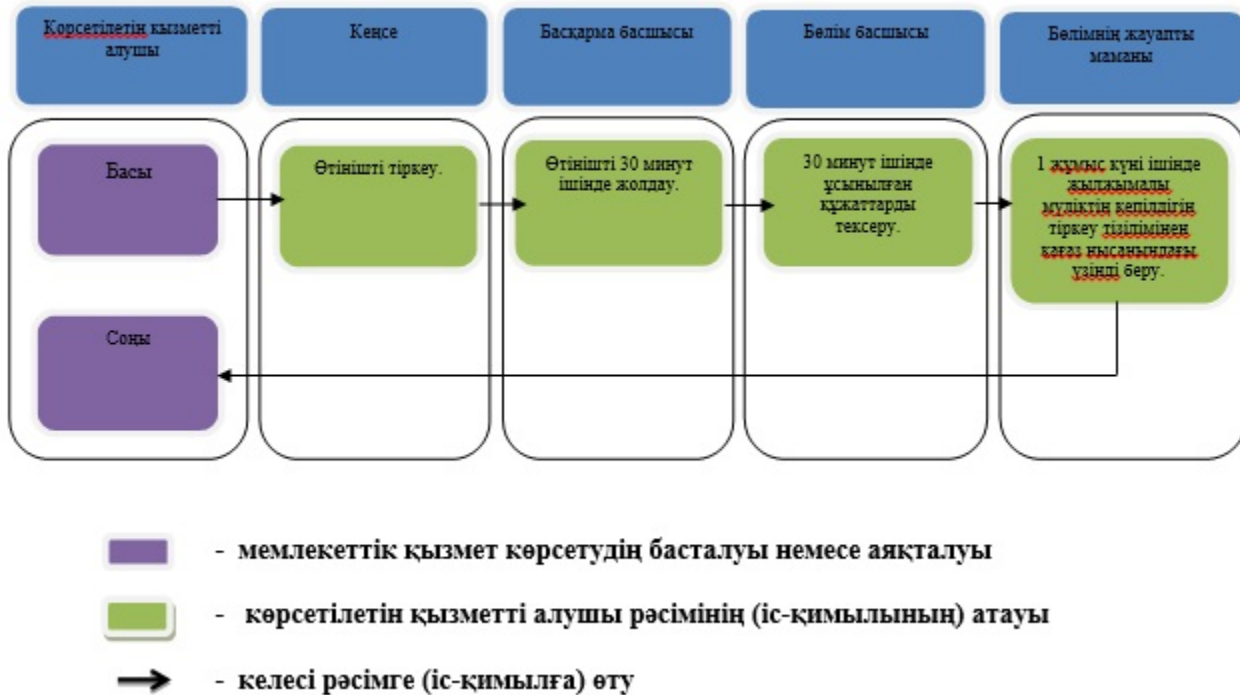 Көрсетілетін қызметті
алушы
Кеңсе
Басқарма басшысы
Бөлім басшысы
Бөлімнің жауапты
маманы
Басы
Өтінішті тіркеу.
Өтінішті 30 минут
ішінде жолдау.
30 минут ішінде
ұсынылған
құжаттарды
тексеру.
1 жұмыс күні ішінде
жылжымалы
мүліктің кепілдігін
тіркеу тізілімінен
қағаз нысанындағы
үзінді беру.
Соңы
- мемлекеттік қызмет көрсетудің басталуы немесе аяқталуы
- көрсетілетін қызметті алушы рәсімінің (іс-қимылының) атауы
- келесі рәсімге (іс-қимылға) өту